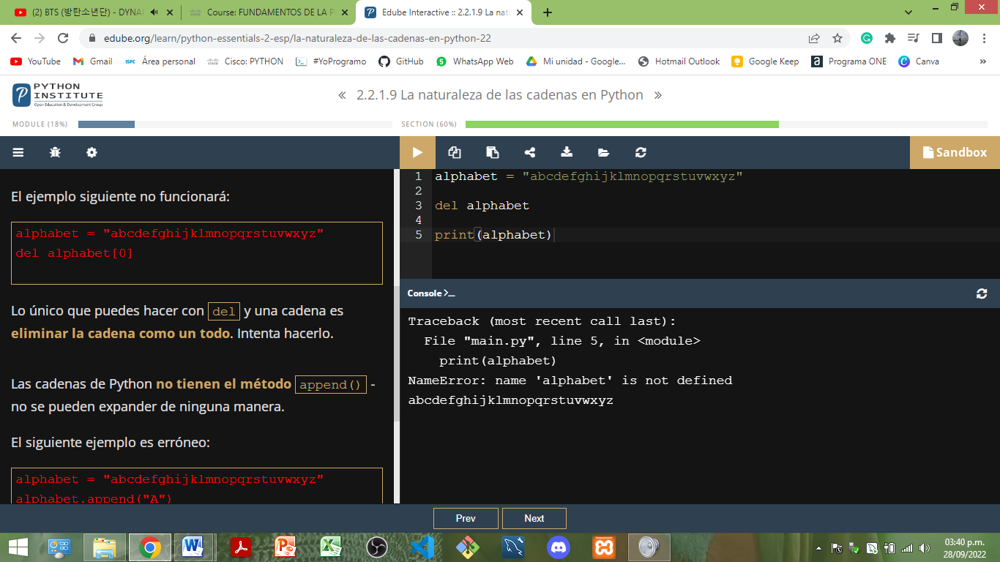 (2) BTS (방탄소년단) - DYNA
Course: FUNDAMENTOS DE LA P
Edube Interactive :: 2.2.1.9 La nat
edube.org/learn/python-essentials-2-esp/la-naturaleza-de-las-cadenas-en-python-22
YouTube
Gmail
ISPC
Área personal
Cisco: PYTHON
#YoProgramo
GitHub
5
WhatsApp Web
Mi unidad - Google...
Hotmail Outlook
Google Keep
a
Programa ONE
Canva
»
PYTHON
INSTITUTE
Open Education & Development Group
« 2.2.1.9 La naturaleza de las cadenas en Python »
MODULE (18%)
SECTION (60%)
Sandbox
El ejemplo siguiente no funcionará:
alphabet = "abcdefghijklmnopqrstuvwxyz"
del alphabet[0]
Lo único que puedes hacer con del y una cadena es
eliminar la cadena como un todo. Intenta hacerlo.
Las cadenas de Python no tienen el método append() -
no se pueden expander de ninguna manera.
El siguiente ejemplo es erróneo:
alphabet = "abcdefghijklmnopqrstuvwxyz"
alphabet.append("A")
1 alphabet = "abcdefghijklmnopqrstuvwxyz"
2
3 del alphabet
4
5 print(alphabet)
Console >_
Traceback (most recent call last):
File "main.py", line 5, in <module>
print(alphabet)
NameError: name 'alphabet' is not defined
abcdefghijklmnopqrstuvwxyz
Prev
Next
03:40 p.m.
28/09/2022